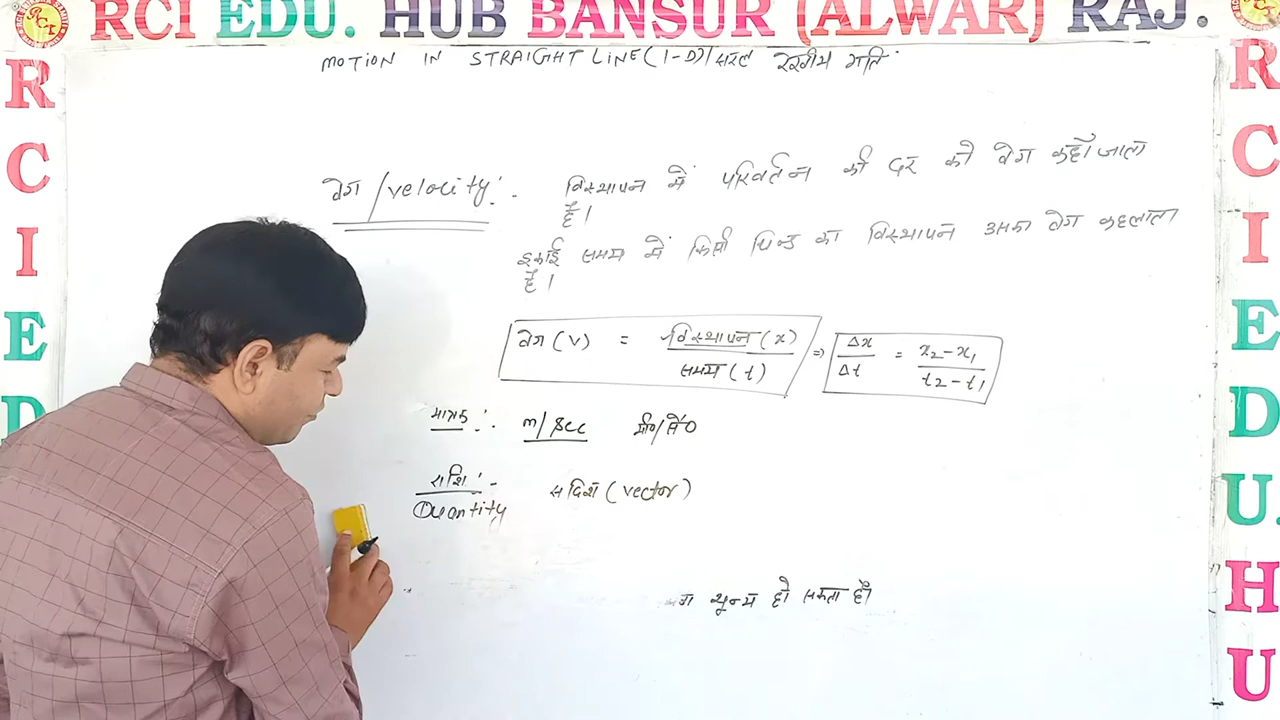 RCI EDU. HUB BANSUR (ALWAR) RAJ.
MOTION IN STRAIGHT LINE (1-D) / सरल रेखीय गति
वेग / velocity :- विस्थापन में परिवर्तन की दर को वेग कहाँ जाता
है।
इकाई समय में किसी पिण्ड का विस्थापन उसका वेग कहलाता
है।
वेग (v) = विस्थापन (x) / समय (t) ⇒ Δx / Δt = x₂-x₁ / t₂-t₁
मात्रक :- m/sec मी०/से०
राशि :- सदिश (vector)
Quantity
ग शून्य हो सकता हैं
R C I E D
R C I E D U. H U